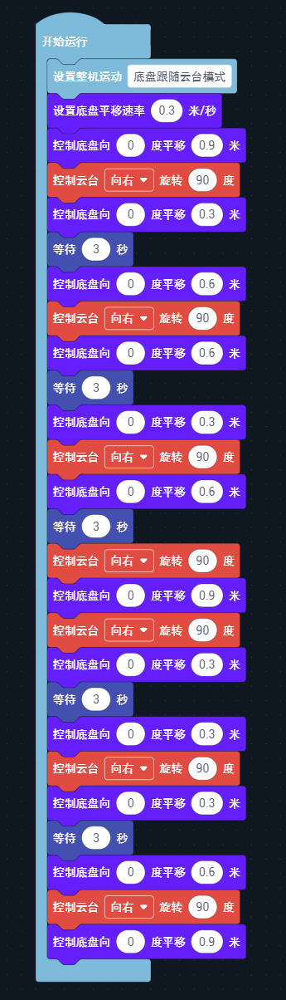 开始运行
设置整机运动 底盘跟随云台模式
设置底盘平移速率 0.3 米/秒
控制底盘向 0 度平移 0.9 米
控制云台 向右 旋转 90 度
控制底盘向 0 度平移 0.3 米
等待 3 秒
控制底盘向 0 度平移 0.6 米
控制云台 向右 旋转 90 度
控制底盘向 0 度平移 0.6 米
等待 3 秒
控制底盘向 0 度平移 0.3 米
控制云台 向右 旋转 90 度
控制底盘向 0 度平移 0.6 米
等待 3 秒
控制云台 向右 旋转 90 度
控制底盘向 0 度平移 0.9 米
控制云台 向右 旋转 90 度
控制底盘向 0 度平移 0.3 米
等待 3 秒
控制底盘向 0 度平移 0.3 米
控制云台 向右 旋转 90 度
控制底盘向 0 度平移 0.3 米
等待 3 秒
控制底盘向 0 度平移 0.6 米
控制云台 向右 旋转 90 度
控制底盘向 0 度平移 0.9 米